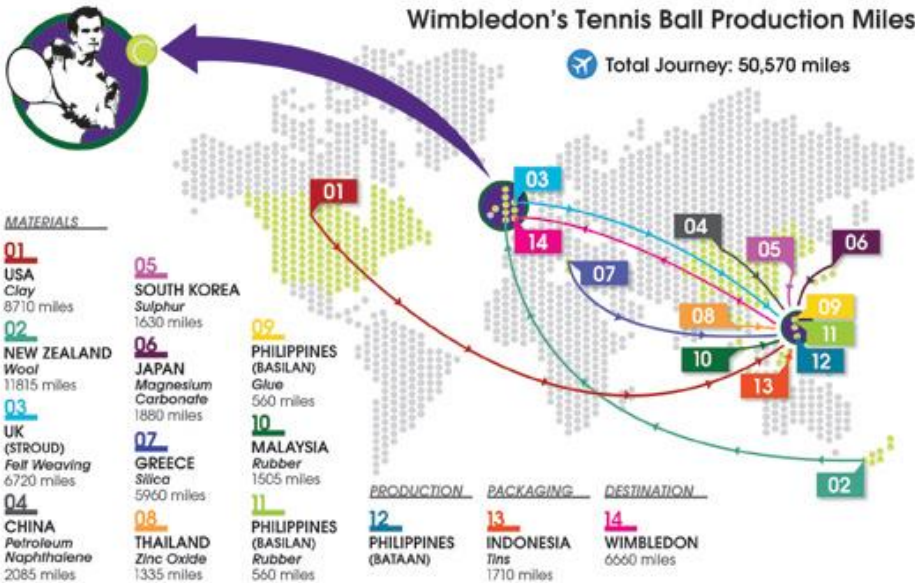 Wimbledon's Tennis Ball Production Miles
Total Journey: 50,570 miles
03
01
14
04
05
06
07
08
09
11
10
12
13
02
MATERIALS
01
USA
Clay
8710 miles
02
NEW ZEALAND
Wool
11815 miles
03
UK
(STROUD)
Felt Weaving
6720 miles
04
CHINA
Petroleum
Naphthalene
2085 miles
05
SOUTH KOREA
Sulphur
1630 miles
06
JAPAN
Magnesium
Carbonate
1880 miles
07
GREECE
Silica
5960 miles
08
THAILAND
Zinc Oxide
1335 miles
09
PHILIPPINES
(BASILAN)
Glue
560 miles
10
MALAYSIA
Rubber
1505 miles
11
PHILIPPINES
(BASILAN)
Rubber
560 miles
PRODUCTION
12
PHILIPPINES
(BATAAN)
PACKAGING
13
INDONESIA
Tins
1710 miles
DESTINATION
14
WIMBLEDON
6660 miles